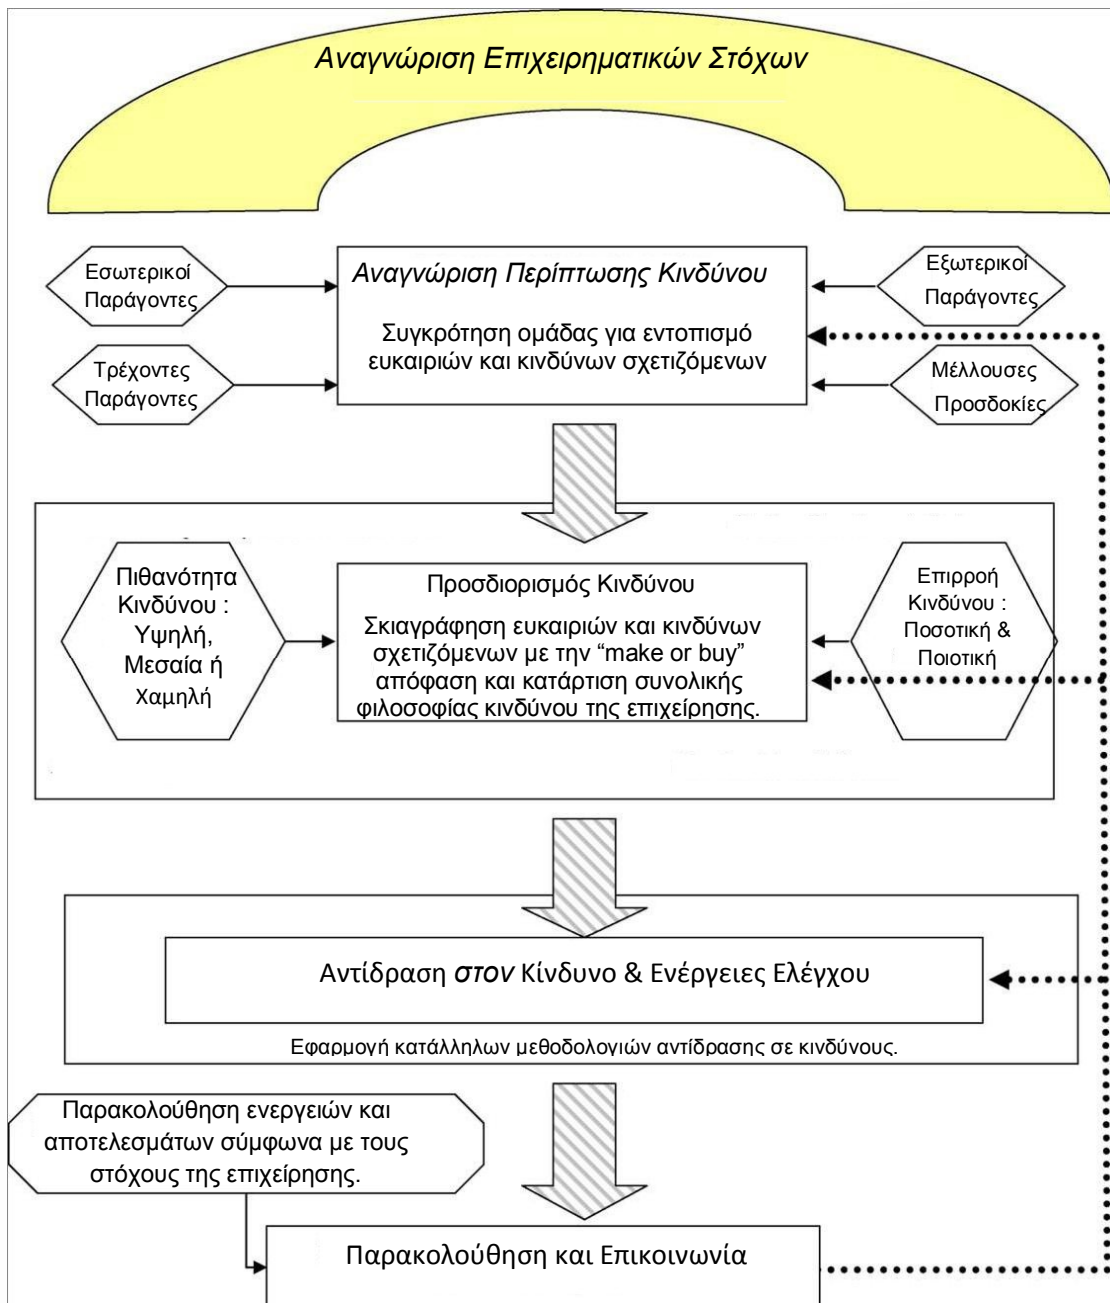 Αναγνώριση Επιχειρηματικών Στόχων
Εσωτερικοί
Παράγοντες
Αναγνώριση Περίπτωσης Κινδύνου
Συγκρότηση ομάδας για εντοπισμό
ευκαιριών και κινδύνων σχετιζόμενων
Εξωτερικοί
Παράγοντες
Τρέχοντες
Παράγοντες
Μέλλουσες
Προσδοκίες
Πιθανότητα
Κινδύνου :
Υψηλή,
Μεσαία ή
Χαμηλή
Προσδιορισμός Κινδύνου
Σκιαγράφηση ευκαιριών και κινδύνων
σχετιζόμενων με την “make or buy”
απόφαση και κατάρτιση συνολικής
φιλοσοφίας κινδύνου της επιχείρησης.
Επιρροή
Κινδύνου :
Ποσοτική &
Ποιοτική
Αντίδραση στον Κίνδυνο & Ενέργειες Ελέγχου
Εφαρμογή κατάλληλων μεθοδολογιών αντίδρασης σε κινδύνους.
Παρακολούθηση ενεργειών και
αποτελεσμάτων σύμφωνα με τους
στόχους της επιχείρησης.
Παρακολούθηση και Επικοινωνία